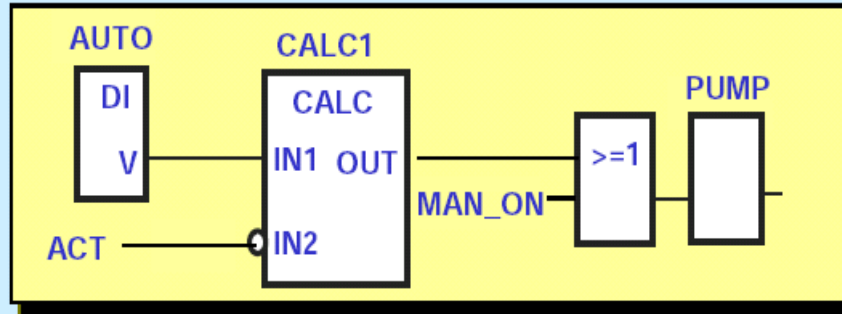 AUTO
CALC1
DI
CALC
PUMP
V
IN1 OUT
>=1
MAN_ON
ACT
IN2